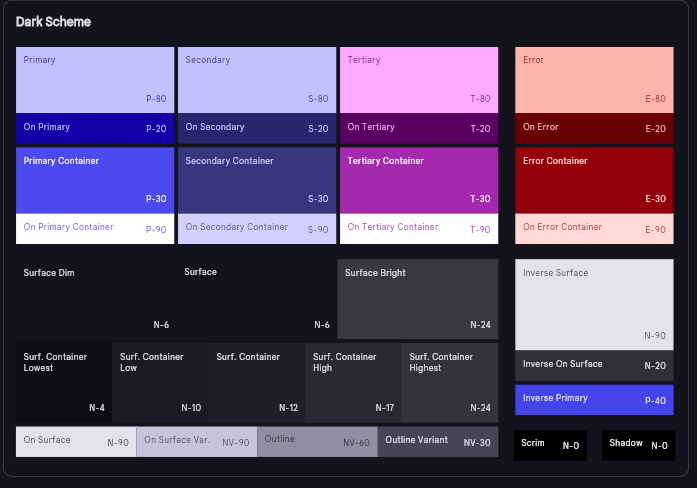 Dark Scheme
Primary
P-80
Secondary
S-80
Tertiary
T-80
Error
E-80
On Primary
P-20
On Secondary
S-20
On Tertiary
T-20
On Error
E-20
Primary Container
P-30
Secondary Container
S-30
Tertiary Container
T-30
Error Container
E-30
On Primary Container
P-90
On Secondary Container
S-90
On Tertiary Container
T-90
On Error Container
E-90
Surface Dim
N-6
Surface
N-6
Surface Bright
N-24
Inverse Surface
N-90
Surf. Container
Lowest
N-4
Surf. Container
Low
N-10
Surf. Container
N-12
Surf. Container
High
N-17
Surf. Container
Highest
N-24
Inverse On Surface
N-20
Inverse Primary
P-40
On Surface
N-90
On Surface Var.
NV-90
Outline
NV-60
Outline Variant
NV-30
Scrim
N-0
Shadow
N-0